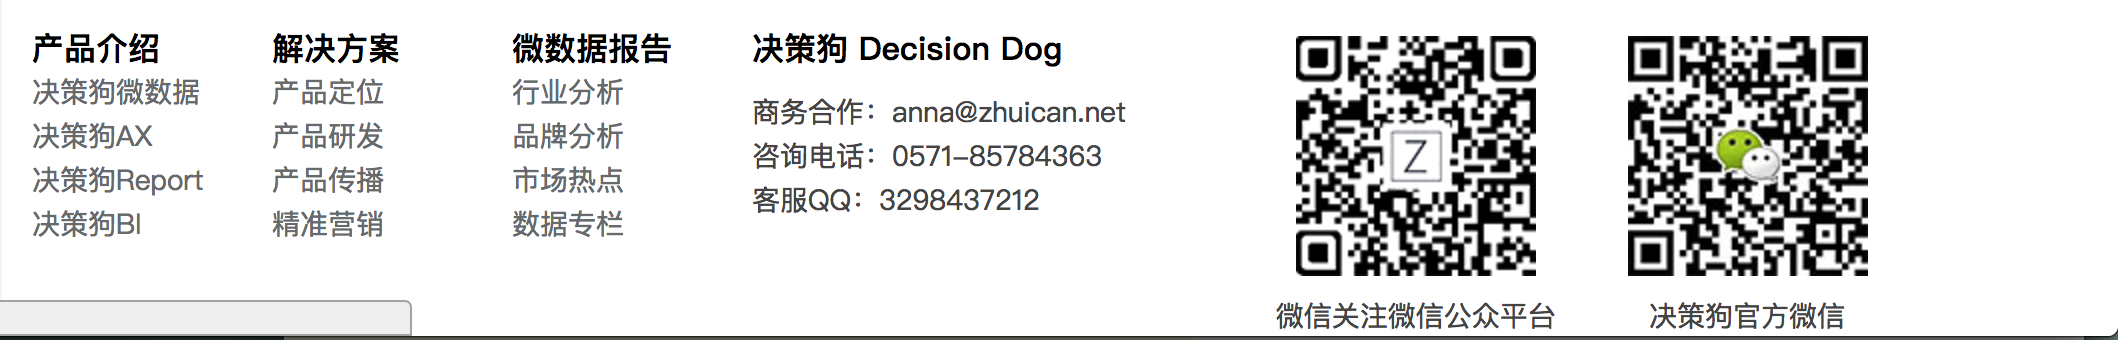 产品介绍
决策狗微数据
决策狗AX
决策狗Report
决策狗BI
解决方案
产品定位
产品研发
产品传播
精准营销
微数据报告
行业分析
品牌分析
市场热点
数据专栏
决策狗 Decision Dog
商务合作：anna@zhuican.net
咨询电话：0571-85784363
客服QQ：3298437212
Z
微信关注微信公众平台
决策狗官方微信